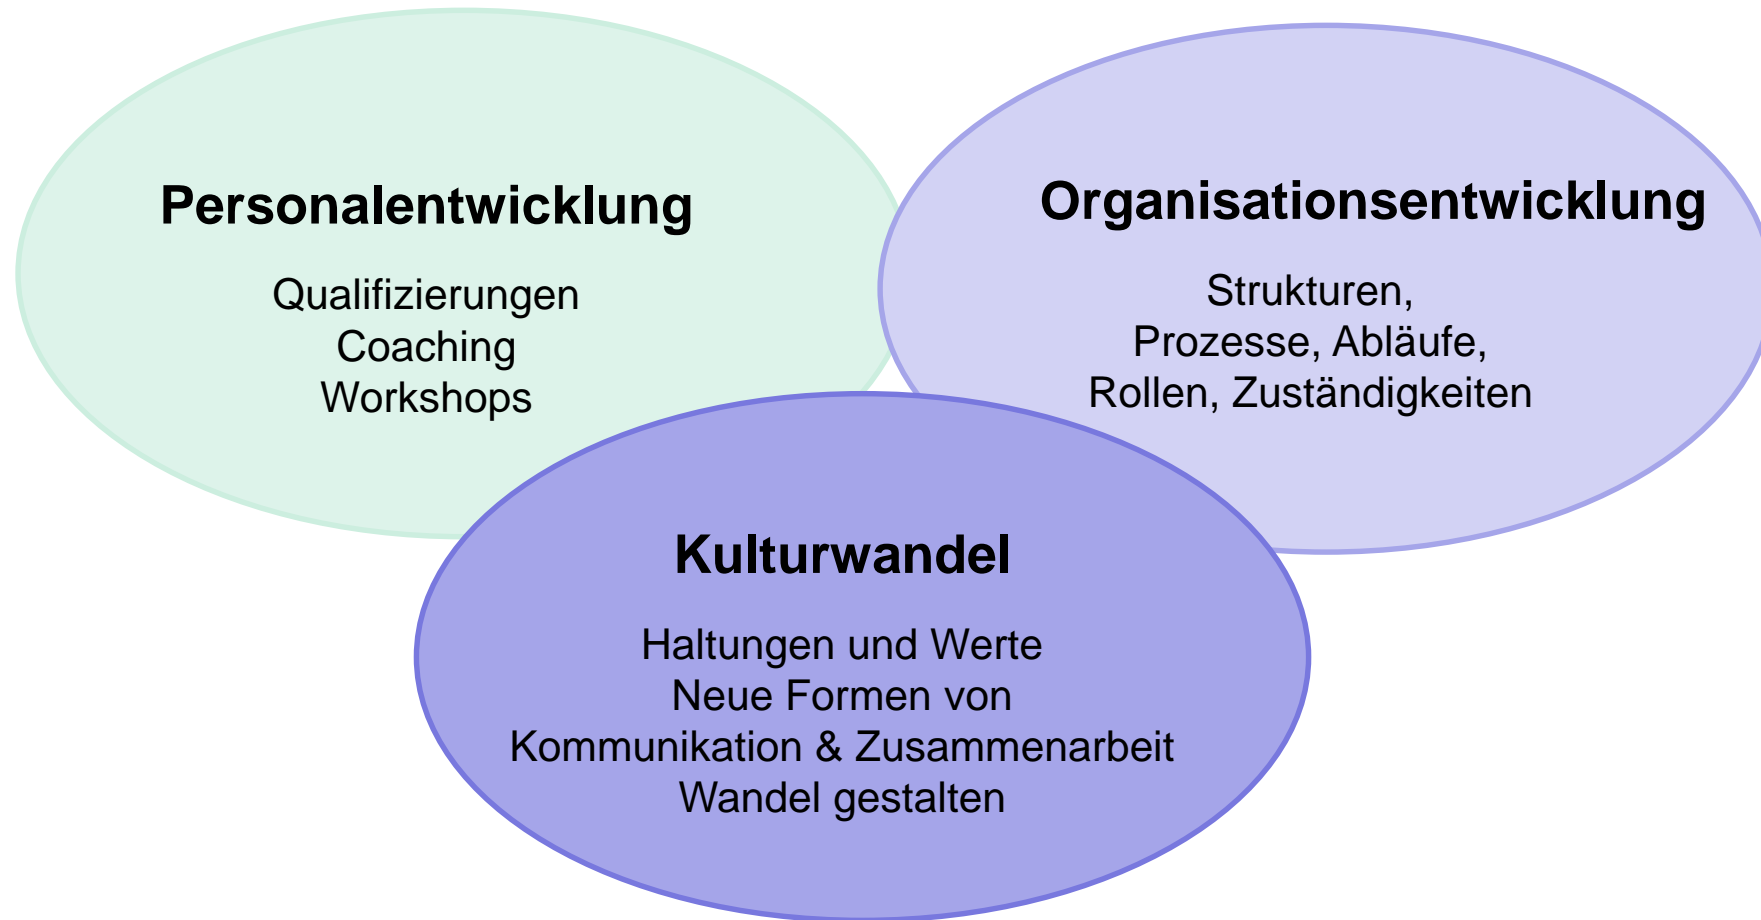 Personalentwicklung
Qualifizierungen
Coaching
Workshops
Organisationsentwicklung
Strukturen,
Prozesse, Abläufe,
Rollen, Zuständigkeiten
Kulturwandel
Haltungen und Werte
Neue Formen von
Kommunikation & Zusammenarbeit
Wandel gestalten